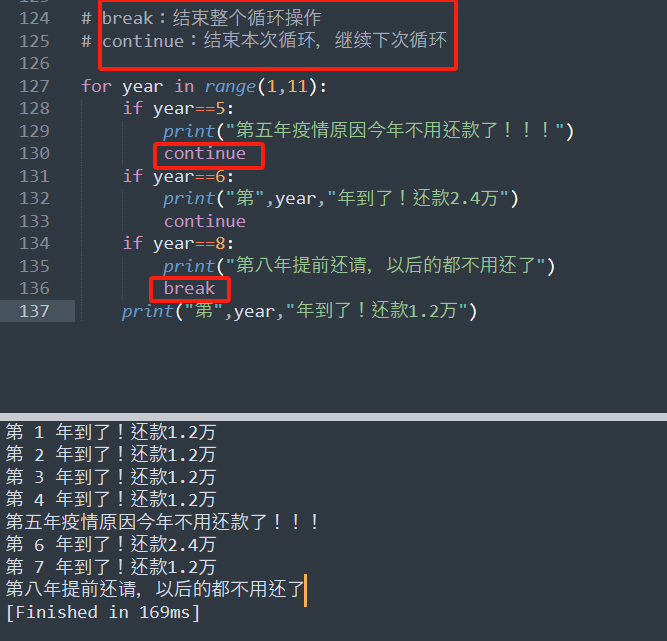 124 # break：结束整个循环操作
125 # continue：结束本次循环，继续下次循环
126
127 for year in range(1,11):
128 if year==5:
129 print("第五年疫情原因今年不用还款了！！！")
130 continue
131 if year==6:
132 print("第",year,"年到了！还款2.4万")
133 continue
134 if year==8:
135 print("第八年提前还请，以后的都不用还了")
136 break
137 print("第",year,"年到了！还款1.2万")
第 1 年到了！还款1.2万
第 2 年到了！还款1.2万
第 3 年到了！还款1.2万
第 4 年到了！还款1.2万
第五年疫情原因今年不用还款了！！！
第 6 年到了！还款2.4万
第 7 年到了！还款1.2万
第八年提前还请，以后的都不用还了
[Finished in 169ms]